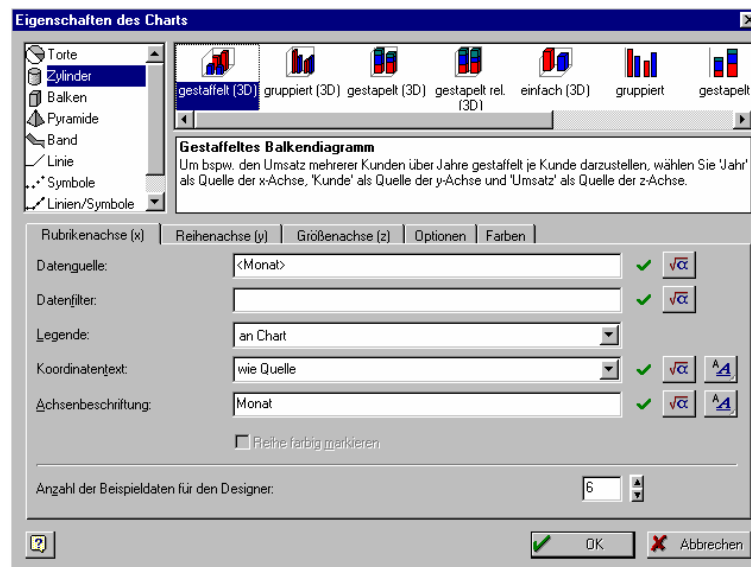 Eigenschaften des Charts
Torte
Zylinder
Balken
Pyramide
Band
Linie
Symbole
Linien/Symbole
gestaffelt (3D)
gruppiert (3D)
gestapelt (3D)
gestapelt rel.
(3D)
einfach (3D)
gruppiert
gestapelt
Gestaffeltes Balkendiagramm
Um bspw. den Umsatz mehrerer Kunden über Jahre gestaffelt je Kunde darzustellen, wählen Sie 'Jahr'
als Quelle der x-Achse, 'Kunde' als Quelle der y-Achse und 'Umsatz' als Quelle der z-Achse.
Rubrikenachse (x) Reihenachse (y) Größenachse (z) Optionen Farben
Datenquelle: <Monat> √α
Datenfilter: √α
Legende: an Chart
Koordinatentext: wie Quelle √α AA
Achsenbeschriftung: Monat √α AA
Reihe farbig markieren
Anzahl der Beispieldaten für den Designer: 6
? OK Abbrechen